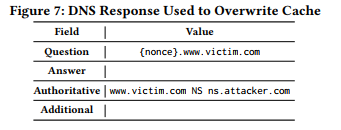 Figure 7: DNS Response Used to Overwrite Cache
Field Value
Question {nonce}.www.victim.com
Answer
Authoritative www.victim.com NS ns.attacker.com
Additional